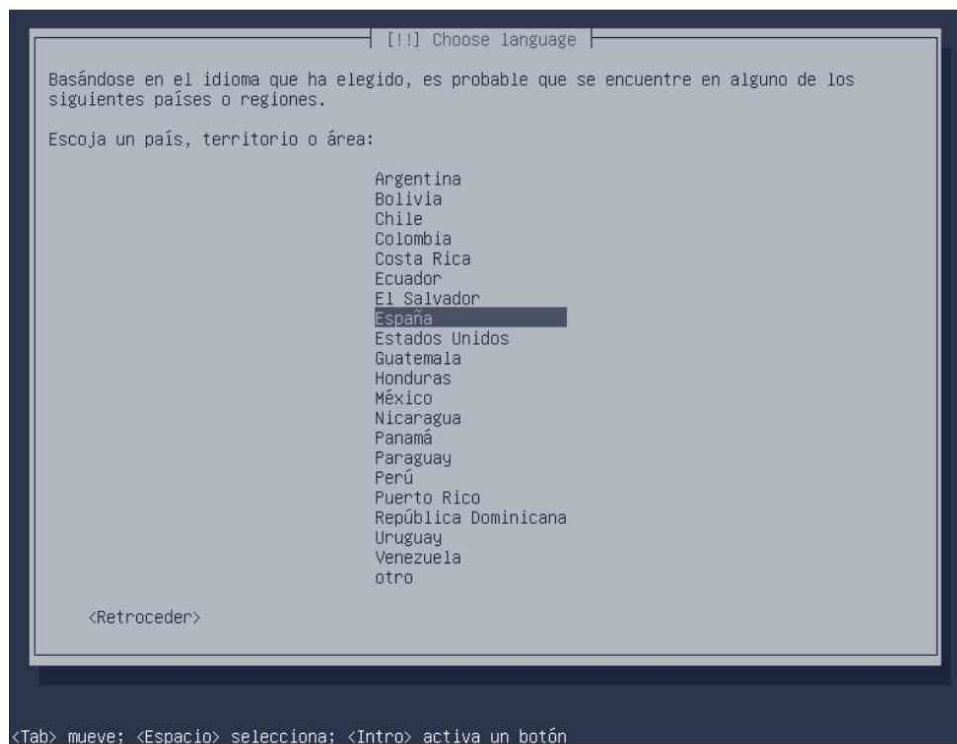 [!!] Choose language
Basándose en el idioma que ha elegido, es probable que se encuentre en alguno de los
siguientes países o regiones.
Escoja un país, territorio o área:
Argentina
Bolivia
Chile
Colombia
Costa Rica
Ecuador
El Salvador
España
Estados Unidos
Guatemala
Honduras
México
Nicaragua
Panamá
Paraguay
Perú
Puerto Rico
República Dominicana
Uruguay
Venezuela
otro
<Retroceder>
<Tab> mueve; <Espacio> selecciona; <Intro> activa un botón